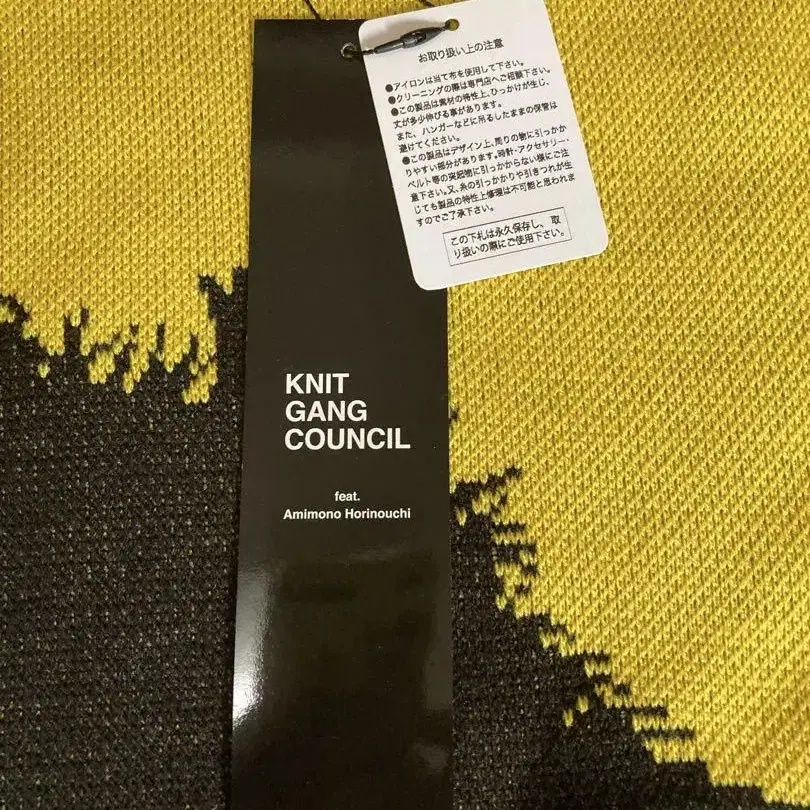 お取り扱い上の注意
●アイロンは当て布を使用して下さい。
●クリーニングの際は専門店へご相談下さい。
●この製品は素材の特性上、ひっかけが生じ、
丈が多少伸びる事があります。
また、ハンガーなどに吊るしたままの保管は
避けてください。
●この製品はデザイン上、周りの物に引っかか
りやすい部分があります。時計・アクセサリー・
ベルト等の突起物に引っかからない様にご注
意下さい。又、糸の引っかかりや引きつれが生
じても製品の特性上修理は不可能と思われま
すのでご了承下さい。
この下札は永久保存し、取
り扱いの際にご使用下さい。
KNIT
GANG
COUNCIL
feat.
Amimono Horinouchi